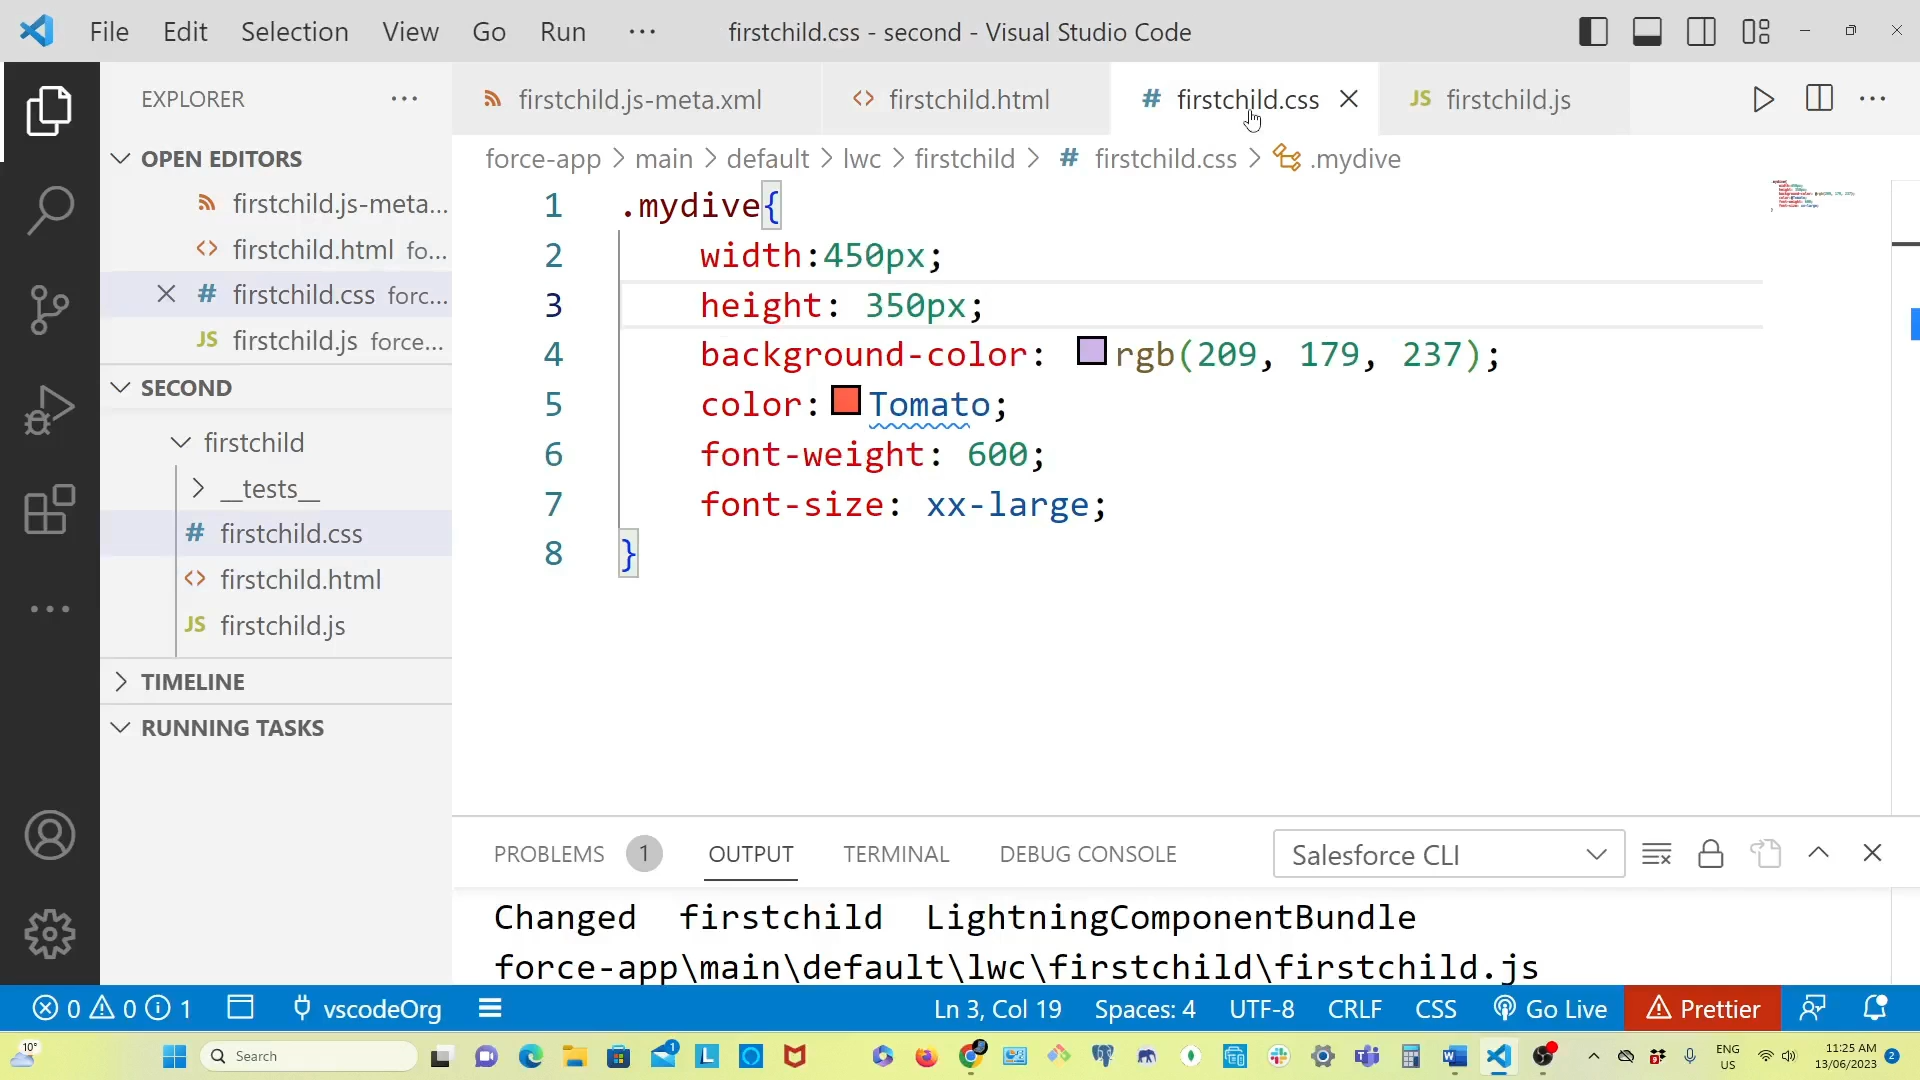 File Edit Selection View Go Run ··· firstchild.css - second - Visual Studio Code
EXPLORER ···
firstchild.js-meta.xml <> firstchild.html # firstchild.css JS firstchild.js ···
OPEN EDITORS
force-app > main > default > lwc > firstchild > # firstchild.css > .mydive
firstchild.js-meta...
<> firstchild.html fo...
# firstchild.css forc...
JS firstchild.js force...
SECOND
firstchild
__tests__
# firstchild.css
<> firstchild.html
JS firstchild.js
TIMELINE
RUNNING TASKS
1 .mydive{
2 width:450px;
3 height: 350px;
4 background-color: rgb(209, 179, 237);
5 color:Tomato;
6 font-weight: 600;
7 font-size: xx-large;
8 }
PROBLEMS 1 OUTPUT TERMINAL DEBUG CONSOLE Salesforce CLI
Changed firstchild LightningComponentBundle
force-app\main\default\lwc\firstchild\firstchild.js
0 0 1 vscodeOrg Ln 3, Col 19 Spaces: 4 UTF-8 CRLF CSS Go Live Prettier
10° Search 1 L ENG 11:25 AM
US 13/06/2023 2